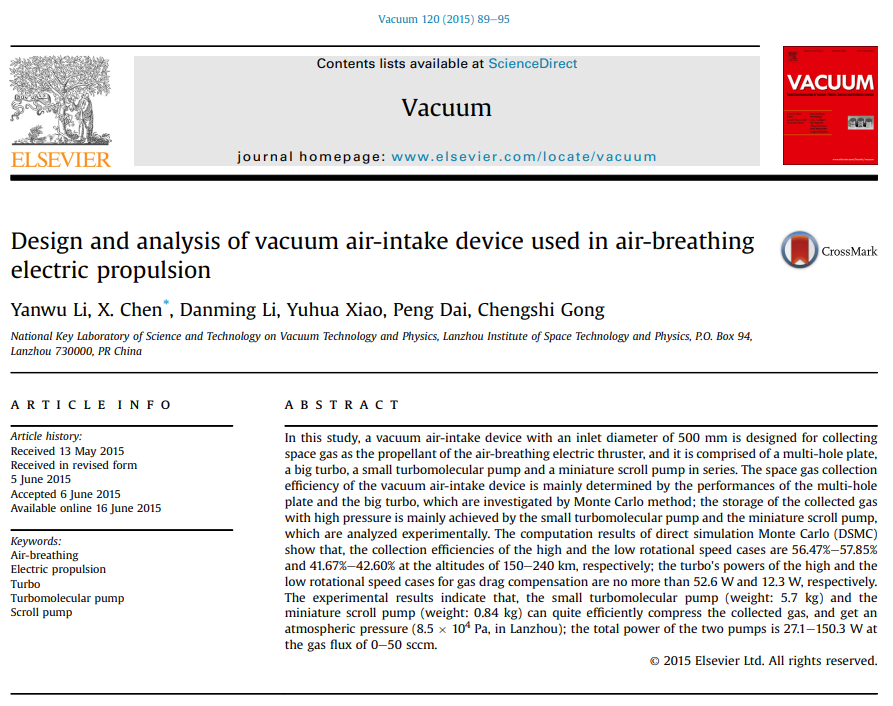 Vacuum 120 (2015) 89–95
Contents lists available at ScienceDirect
Vacuum
journal homepage: www.elsevier.com/locate/vacuum
ELSEVIER
VACUUM
Design and analysis of vacuum air-intake device used in air-breathing
electric propulsion
CrossMark
Yanwu Li, X. Chen*, Danming Li, Yuhua Xiao, Peng Dai, Chengshi Gong
National Key Laboratory of Science and Technology on Vacuum Technology and Physics, Lanzhou Institute of Space Technology and Physics, P.O. Box 94,
Lanzhou 730000, PR China
ARTICLE INFO
Article history:
Received 13 May 2015
Received in revised form
5 June 2015
Accepted 6 June 2015
Available online 16 June 2015
Keywords:
Air-breathing
Electric propulsion
Turbo
Turbomolecular pump
Scroll pump
ABSTRACT
In this study, a vacuum air-intake device with an inlet diameter of 500 mm is designed for collecting
space gas as the propellant of the air-breathing electric thruster, and it is comprised of a multi-hole plate,
a big turbo, a small turbomolecular pump and a miniature scroll pump in series. The space gas collection
efficiency of the vacuum air-intake device is mainly determined by the performances of the multi-hole
plate and the big turbo, which are investigated by Monte Carlo method; the storage of the collected gas
with high pressure is mainly achieved by the small turbomolecular pump and the miniature scroll pump,
which are analyzed experimentally. The computation results of direct simulation Monte Carlo (DSMC)
show that, the collection efficiencies of the high and the low rotational speed cases are 56.47%–57.85%
and 41.67%–42.60% at the altitudes of 150–240 km, respectively; the turbo's powers of the high and the
low rotational speed cases for gas drag compensation are no more than 52.6 W and 12.3 W, respectively.
The experimental results indicate that, the small turbomolecular pump (weight: 5.7 kg) and the
miniature scroll pump (weight: 0.84 kg) can quite efficiently compress the collected gas, and get an
atmospheric pressure (8.5 × 10⁴ Pa, in Lanzhou); the total power of the two pumps is 27.1–150.3 W at
the gas flux of 0–50 sccm.
© 2015 Elsevier Ltd. All rights reserved.